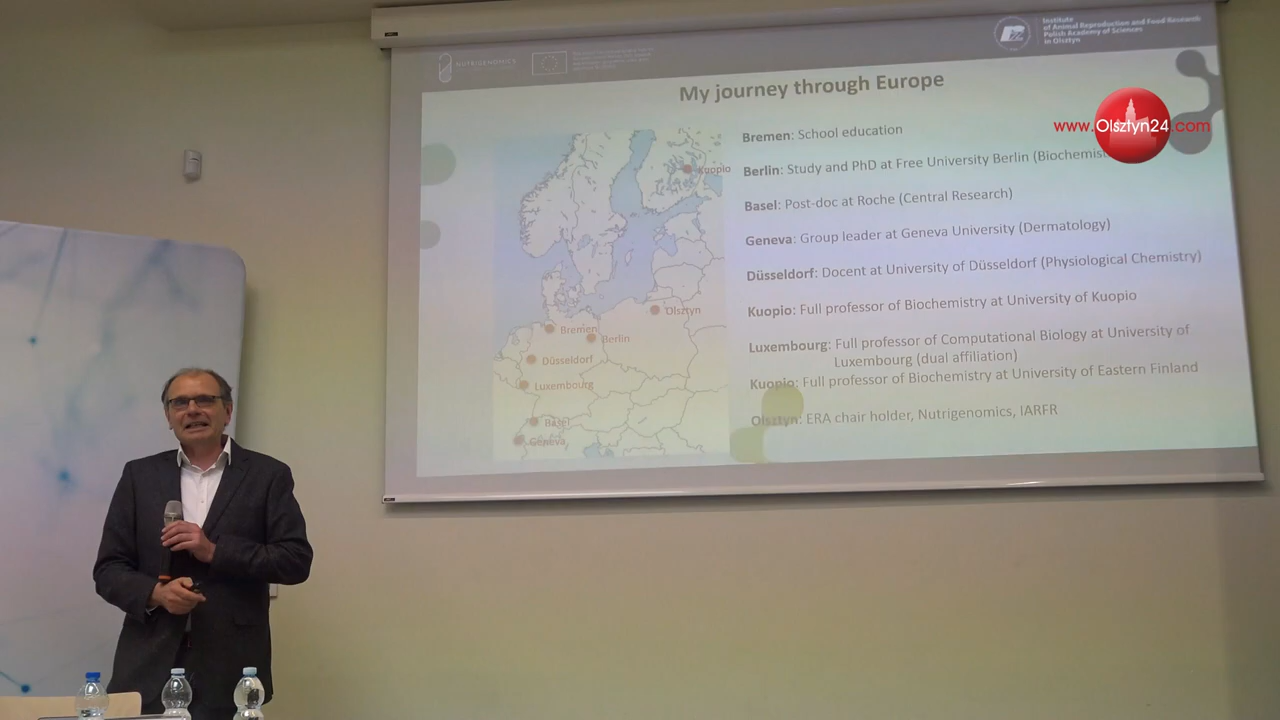 NUTRIGENOMICS
Institute
of Animal Reproduction and Food Research
Polish Academy of Sciences
in Olsztyn
My journey through Europe
www.Olsztyn24.com
Bremen: School education
Berlin: Study and PhD at Free University Berlin
Basel: Post-doc at Roche (Central Research)
Geneva: Group leader at Geneva University (Dermatology)
Düsseldorf: Docent at University of Düsseldorf (Physiological Chemistry)
Kuopio: Full professor of Biochemistry at University of Kuopio
Luxembourg: Full professor of Computational Biology at University of
Luxembourg (dual affiliation)
Kuopio: Full professor of Biochemistry at University of Eastern Finland
Olsztyn: ERA chair holder, Nutrigenomics, IARFR
Kuopio
Olsztyn
Bremen
Berlin
Düsseldorf
Luxembourg
Basel
Geneva